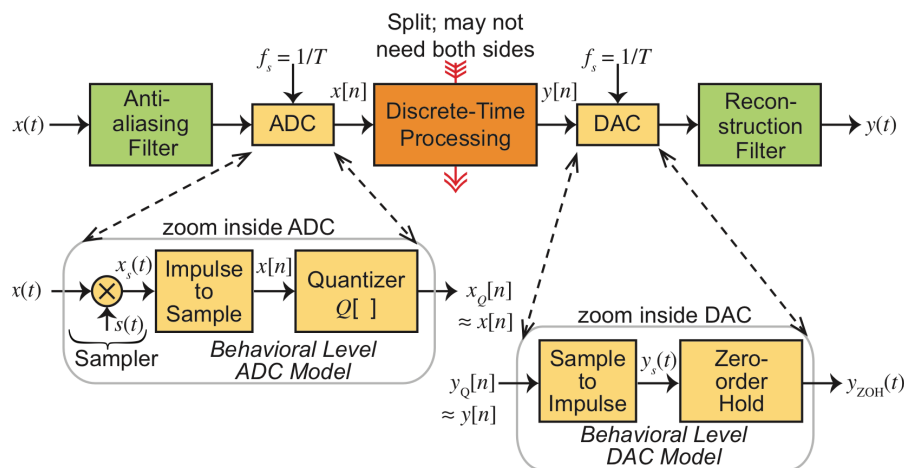 Split; may not
need both sides
f_s = 1/T
f_s = 1/T
x(t)
Anti-
aliasing
Filter
ADC
x[n]
Discrete-Time
Processing
y[n]
DAC
Recon-
struction
Filter
y(t)
zoom inside ADC
x(t)
x_s(t)
s(t)
Sampler
Impulse
to
Sample
x[n]
Quantizer
Q[ ]
x_Q[n]
≈ x[n]
Behavioral Level
ADC Model
zoom inside DAC
y_Q[n]
≈ y[n]
Sample
to
Impulse
y_s(t)
Zero-
order
Hold
y_ZOH(t)
Behavioral Level
DAC Model